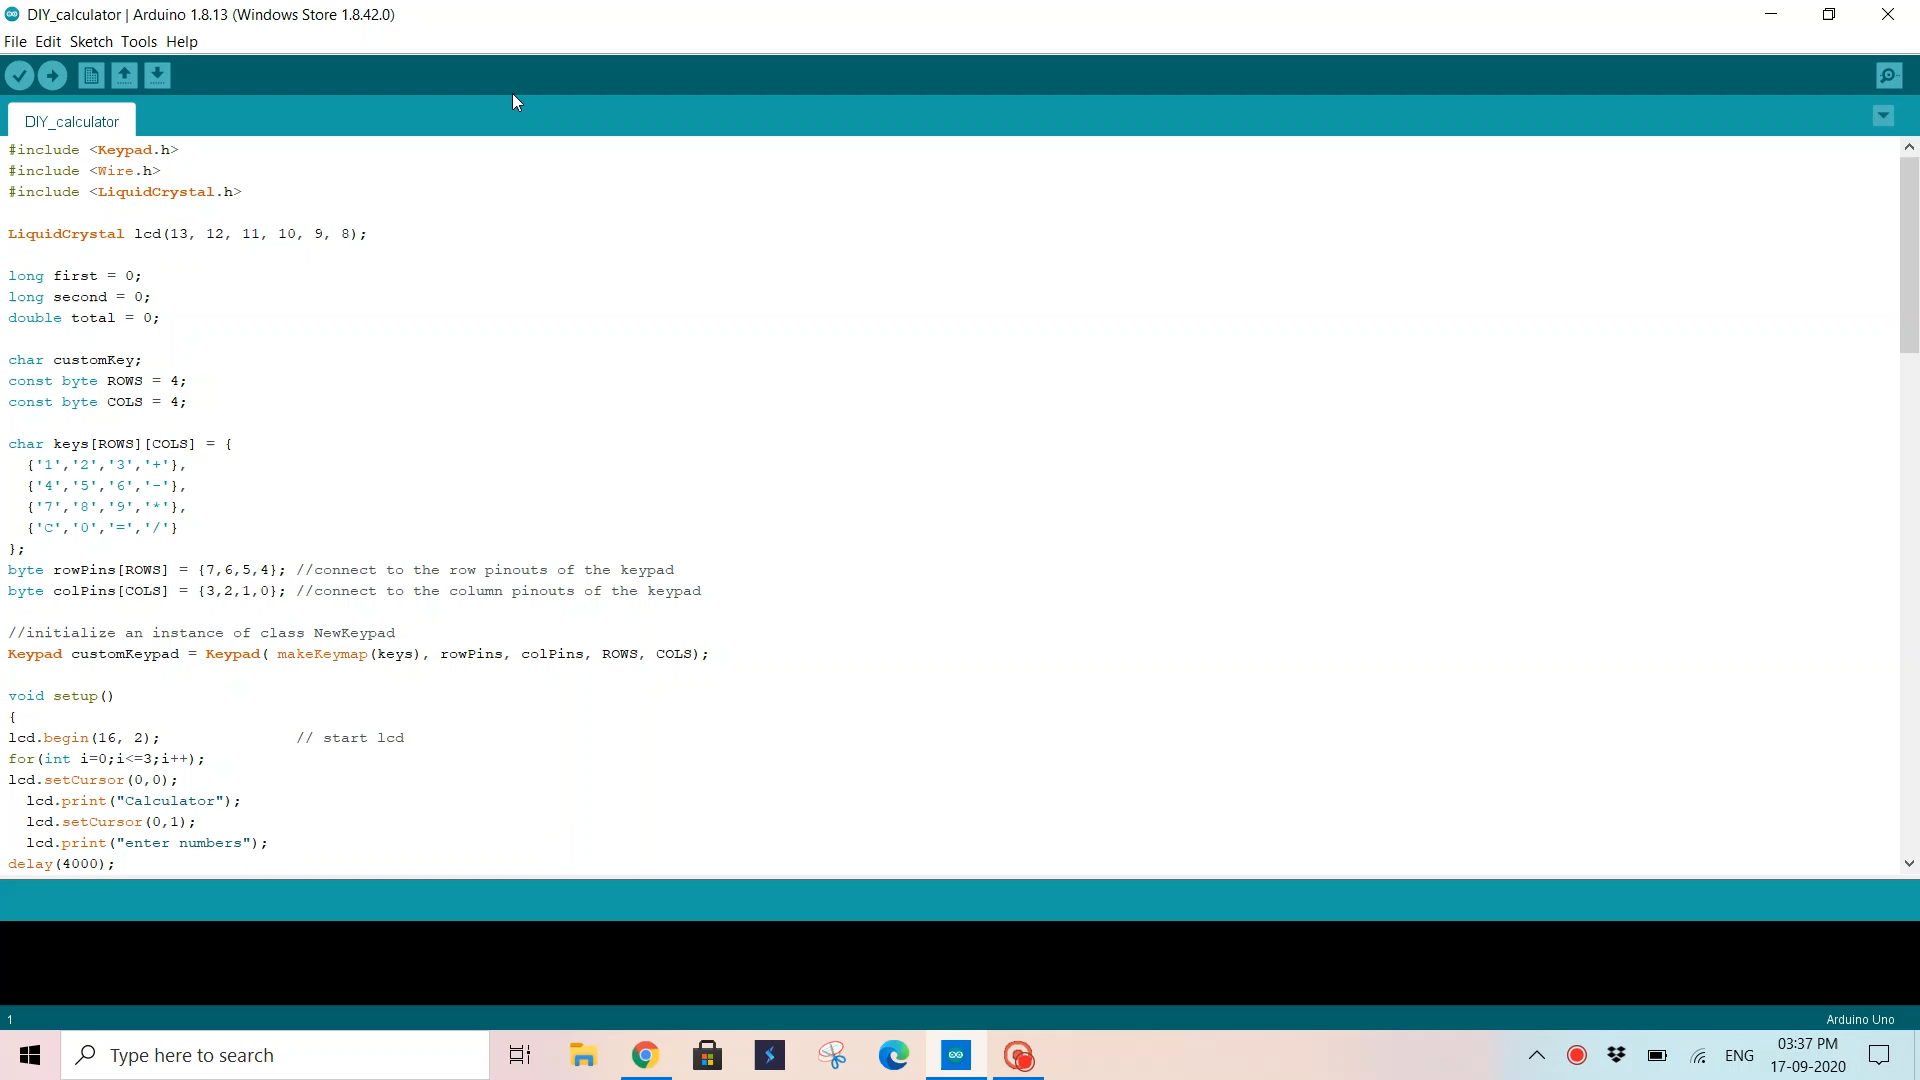 DIY_calculator | Arduino 1.8.13 (Windows Store 1.8.42.0)
File Edit Sketch Tools Help
DIY_calculator
#include <Keypad.h>
#include <Wire.h>
#include <LiquidCrystal.h>
LiquidCrystal lcd(13, 12, 11, 10, 9, 8);
long first = 0;
long second = 0;
double total = 0;
char customKey;
const byte ROWS = 4;
const byte COLS = 4;
char keys[ROWS][COLS] = {
{'1','2','3','+'},
{'4','5','6','-'},
{'7','8','9','*'},
{'C','0','=','/'}
};
byte rowPins[ROWS] = {7,6,5,4}; //connect to the row pinouts of the keypad
byte colPins[COLS] = {3,2,1,0}; //connect to the column pinouts of the keypad
//initialize an instance of class NewKeypad
Keypad customKeypad = Keypad( makeKeymap(keys), rowPins, colPins, ROWS, COLS);
void setup()
{
lcd.begin(16, 2); // start lcd
for(int i=0;i<=3;i++);
lcd.setCursor(0,0);
lcd.print("Calculator");
lcd.setCursor(0,1);
lcd.print("enter numbers");
delay(4000);
1
Arduino Uno
Type here to search
ENG
03:37 PM
17-09-2020